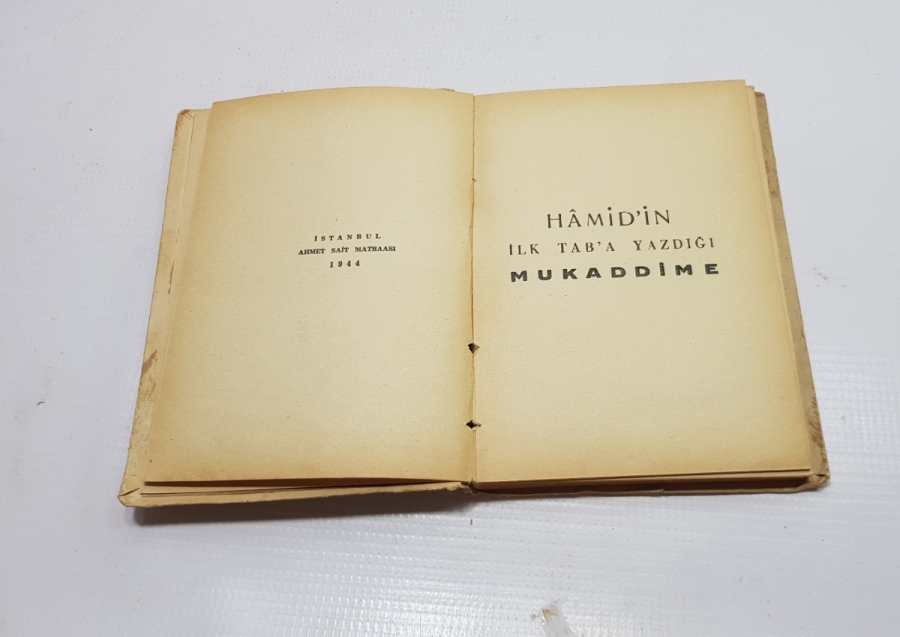 İSTANBUL
AHMET SAİT MATBAASI
1944
HÂMİD'İN
İLK TAB'A YAZDIĞI
MUKADDİME